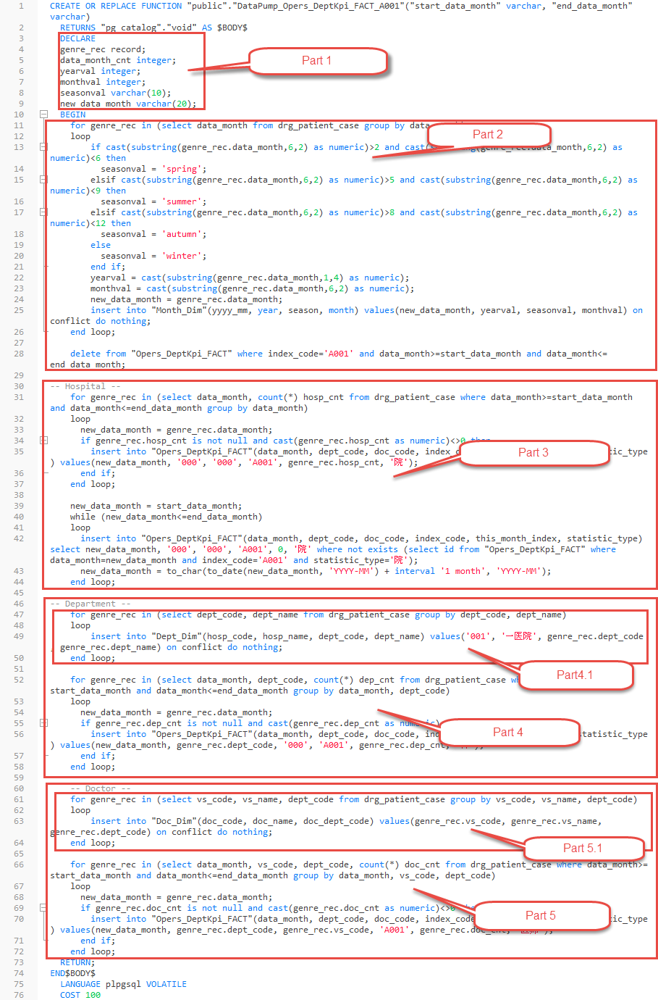 1 CREATE OR REPLACE FUNCTION "public"."DataPump_Opers_DeptKpi_FACT_A001"("start_data_month" varchar, "end_data_month"
varchar)
2 RETURNS "pg_catalog"."void" AS $BODY$
3 DECLARE
4 genre_rec record;
5 data_month_cnt integer;
6 yearval integer;
7 monthval integer;
8 seasonval varchar(10);
9 new_data_month varchar(20);
Part 1
10 BEGIN
11 for genre_rec in (select data_month from drg_patient_case group by
12 loop
Part 2
13 if cast(substring(genre_rec.data_month,6,2) as numeric)>2 and (genre_rec.data_month,6,2) as
numeric)<6 then
14 seasonval = 'spring';
15 elsif cast(substring(genre_rec.data_month,6,2) as numeric)>5 and cast(substring(genre_rec.data_month,6,2) as
numeric)<9 then
16 seasonval = 'summer';
17 elsif cast(substring(genre_rec.data_month,6,2) as numeric)>8 and cast(substring(genre_rec.data_month,6,2) as
numeric)<12 then
18 seasonval = 'autumn';
19 else
20 seasonval = 'winter';
21 end if;
22 yearval = cast(substring(genre_rec.data_month,1,4) as numeric);
23 monthval = cast(substring(genre_rec.data_month,6,2) as numeric);
24 new_data_month = genre_rec.data_month;
25 insert into "Month_Dim"(yyyy_mm, year, season, month) values(new_data_month, yearval, seasonval, monthval) on
conflict do nothing;
26 end loop;
27
28 delete from "Opers_DeptKpi_FACT" where index_code='A001' and data_month>=start_data_month and data_month<=
end_data_month;
29
30 -- Hospital --
31 for genre_rec in (select data_month, count(*) hosp_cnt from drg_patient_case where data_month>=start_data_month
and data_month<=end_data_month group by data_month)
32 loop
33 new_data_month = genre_rec.data_month;
34 if genre_rec.hosp_cnt is not null and cast(genre_rec.hosp_cnt as numeric)<>0 then
Part 3
35 insert into "Opers_DeptKpi_FACT"(data_month, dept_code, doc_code,
) values(new_data_month, '000', '000', 'A001', genre_rec.hosp_cnt, '院');
36 end if;
37 end loop;
38
39 new_data_month = start_data_month;
40 while (new_data_month<=end_data_month)
41 loop
42 insert into "Opers_DeptKpi_FACT"(data_month, dept_code, doc_code, index_code, this_month_index, statistic_type)
select new_data_month, '000', '000', 'A001', 0, '院' where not exists (select id from "Opers_DeptKpi_FACT" where
data_month=new_data_month and index_code='A001' and statistic_type='院');
43 new_data_month = to_char(to_date(new_data_month, 'YYYY-MM') + interval '1 month', 'YYYY-MM');
44 end loop;
45
46 -- Department --
47 for genre_rec in (select dept_code, dept_name from drg_patient_case group by dept_code, dept_name)
48 loop
49 insert into "Dept_Dim"(hosp_code, hosp_name, dept_code, dept_name) values('001', '一医院', genre_rec.dept_code
, genre_rec.dept_name) on conflict do nothing;
50 end loop;
51
Part4.1
52 for genre_rec in (select data_month, dept_code, count(*) dep_cnt from drg_patient_case
start_data_month and data_month<=end_data_month group by data_month, dept_code)
53 loop
54 new_data_month = genre_rec.data_month;
55 if genre_rec.dep_cnt is not null and cast(genre_rec.dep_cnt as numeric)
Part 4
56 insert into "Opers_DeptKpi_FACT"(data_month, dept_code, doc_code, statistic_type
) values(new_data_month, genre_rec.dept_code, '000', 'A001', genre_rec.dep_cnt,
57 end if;
58 end loop;
59
60 -- Doctor --
61 for genre_rec in (select vs_code, vs_name, dept_code from drg_patient_case group by vs_code, vs_name, dept_code)
62 loop
63 insert into "Doc_Dim"(doc_code, doc_name, doc_dept_code) values(genre_rec.vs_code, genre_rec.vs_name,
genre_rec.dept_code) on conflict do nothing;
64 end loop;
Part 5.1
65
66 for genre_rec in (select data_month, vs_code, dept_code, count(*) doc_cnt from drg_patient_case where data_month>=
start_data_month and data_month<=end_data_month group by data_month, vs_code, dept_code)
67 loop
68 new_data_month = genre_rec.data_month;
69 if genre_rec.doc_cnt is not null and cast(genre_rec.doc_cnt as numeric)<>0
Part 5
70 insert into "Opers_DeptKpi_FACT"(data_month, dept_code, doc_code, index_code
) values(new_data_month, genre_rec.dept_code, genre_rec.vs_code, 'A001', genre_rec.doc_cnt,
71 end if;
72 end loop;
73 RETURN;
74 END$BODY$
75 LANGUAGE plpgsql VOLATILE
76 COST 100